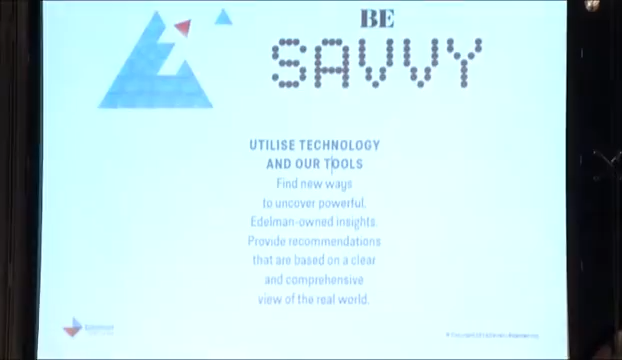 BE
SAVVY
UTILISE TECHNOLOGY
AND OUR TOOLS
Find new ways
to uncover powerful,
Edelman-owned insights.
Provide recommendations
that are based on a clear
and comprehensive
view of the real world.
Edelman